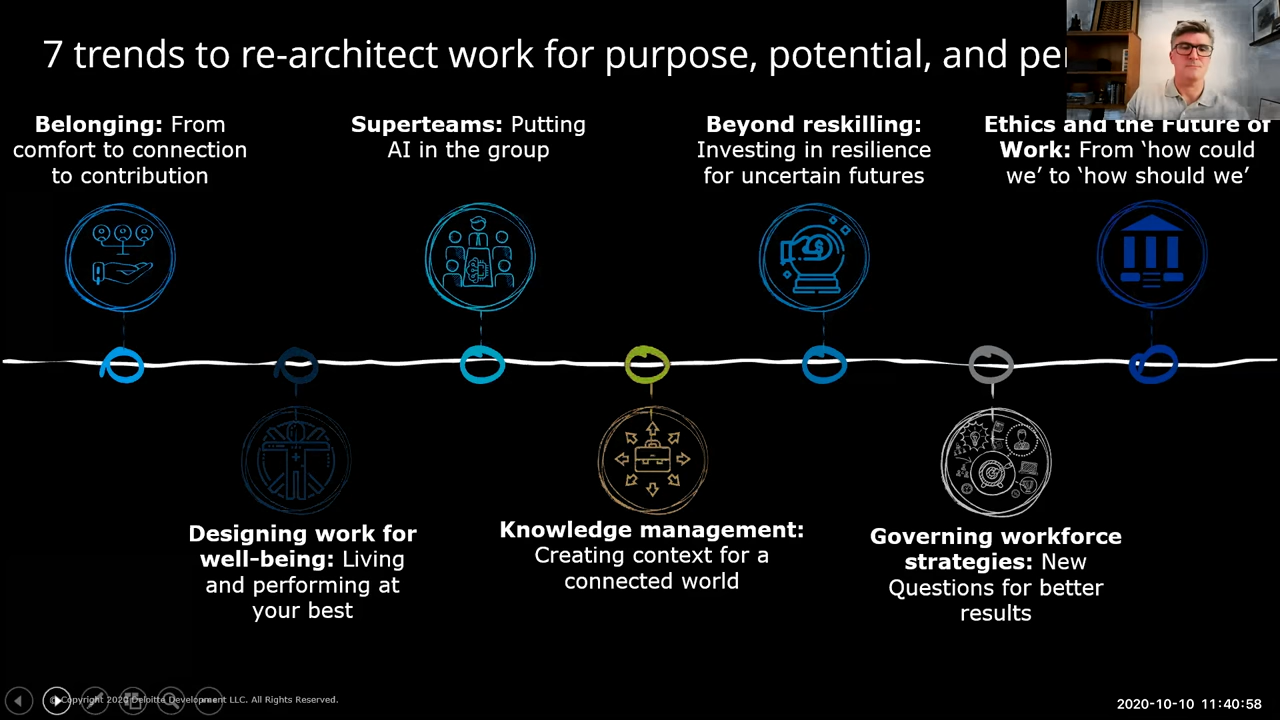 7 trends to re-architect work for purpose, potential, and
Belonging: From
comfort to connection
to contribution
Superteams: Putting
AI in the group
Beyond reskilling:
Investing in resilience
for uncertain futures
Ethics and the Future of
Work: From ‘how could
we’ to ‘how should we’
Designing work for
well-being: Living
and performing at
your best
Knowledge management:
Creating context for a
connected world
Governing workforce
strategies: New
Questions for better
results
© Copyright 2020 Deloitte Development LLC. All Rights Reserved.
2020-10-10 11:40:58